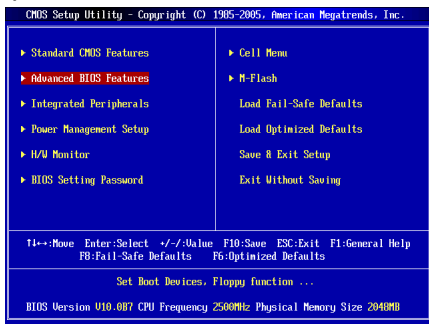 CMOS Setup Utility - Copyright (C) 1985-2005, American Megatrends, Inc.
▶ Standard CMOS Features
▶ Advanced BIOS Features
▶ Integrated Peripherals
▶ Power Management Setup
▶ H/W Monitor
▶ BIOS Setting Password
▶ Cell Menu
▶ M-Flash
Load Fail-Safe Defaults
Load Optimized Defaults
Save & Exit Setup
Exit Without Saving
↑↓←→:Move Enter:Select +/-/:Value F10:Save ESC:Exit F1:General Help
F8:Fail-Safe Defaults F6:Optimized Defaults
Set Boot Devices, Floppy function ...
BIOS Version V10.0B7 CPU Frequency 2500MHz Physical Memory Size 2048MB